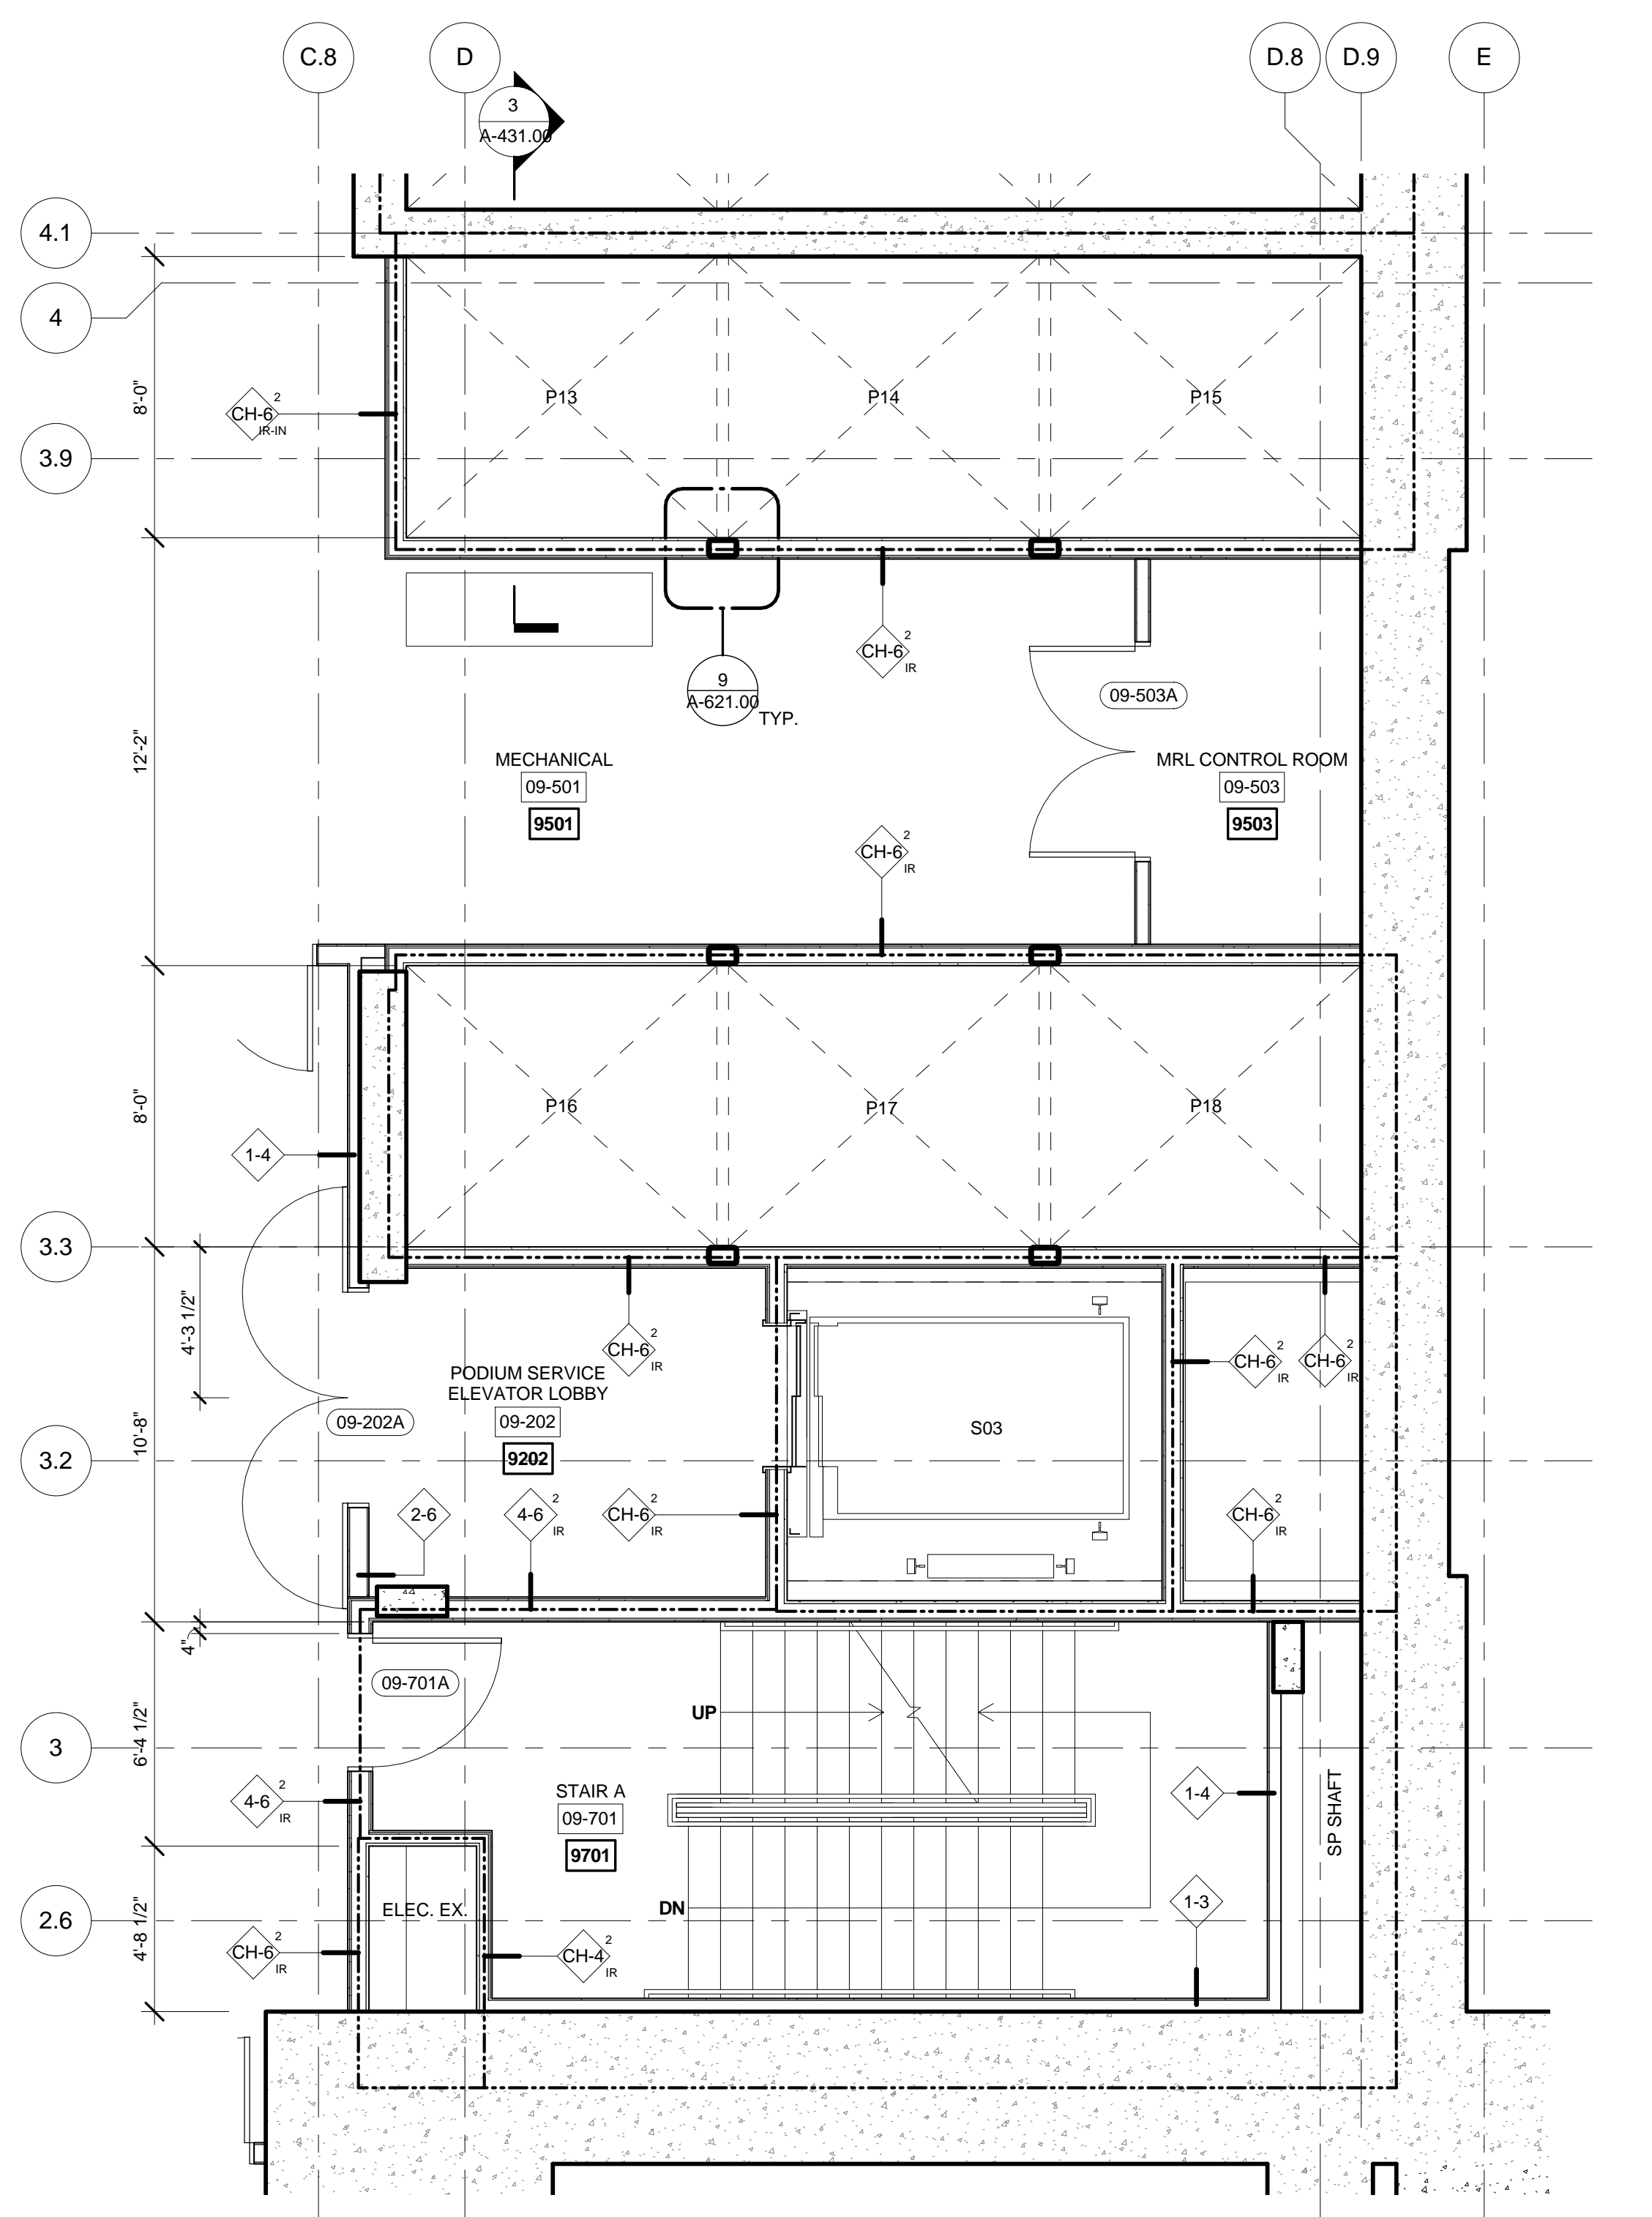 C.8
D
D.8
D.9
E
3
A-431.00
4.1
4
8'-0"
P13
P14
P15
2
CH-6
IR-IN
3.9
2
CH-6
IR
9
A-621.00
TYP.
09-503A
12'-2"
MECHANICAL
09-501
9501
MRL CONTROL ROOM
09-503
9503
2
CH-6
IR
8'-0"
P16
P17
P18
1-4
3.3
4'-3 1/2"
2
CH-6
IR
2
CH-6
IR
2
CH-6
IR
PODIUM SERVICE
ELEVATOR LOBBY
09-202
9202
09-202A
S03
10'-8"
3.2
2-6
2
4-6
IR
2
CH-6
IR
2
CH-6
IR
4"
09-701A
UP
6'-4 1/2"
3
2
4-6
IR
STAIR A
09-701
9701
1-4
SP SHAFT
1-3
ELEC. EX.
DN
2.6
4'-8 1/2"
2
CH-6
IR
2
CH-4
IR